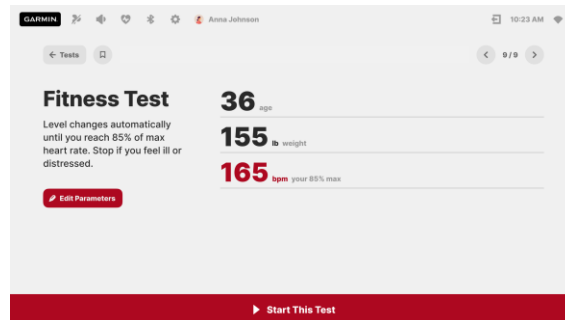 GARMIN Anna Johnson 10:23 AM
Tests 9/9
Fitness Test
Level changes automatically
until you reach 85% of max
heart rate. Stop if you feel ill or
distressed.
Edit Parameters
36 age
155 lb weight
165 bpm your 85% max
Start This Test